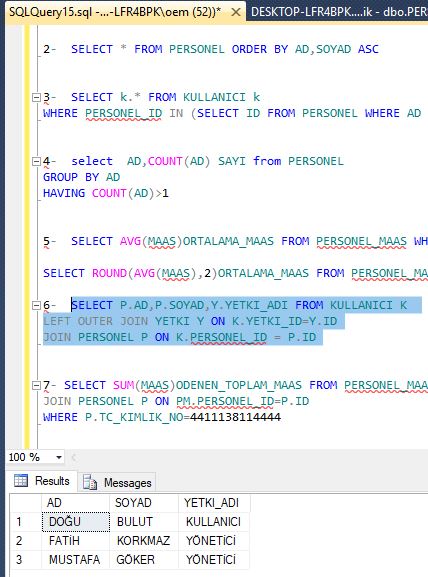 SQLQuery15.sql -...-LFR4BPK\oem (52))* DESKTOP-LFR4BPK....ik - dbo.PER
2- SELECT * FROM PERSONEL ORDER BY AD,SOYAD ASC
3- SELECT k.* FROM KULLANICI k
WHERE PERSONEL_ID IN (SELECT ID FROM PERSONEL WHERE AD
4- select AD,COUNT(AD) SAYI from PERSONEL
GROUP BY AD
HAVING COUNT(AD)>1
5- SELECT AVG(MAAS)ORTALAMA_MAAS FROM PERSONEL_MAAS WH
SELECT ROUND(AVG(MAAS),2)ORTALAMA_MAAS FROM PERSONEL_MA
6- SELECT P.AD,P.SOYAD,Y.YETKI_ADI FROM KULLANICI K
LEFT OUTER JOIN YETKI Y ON K.YETKI_ID=Y.ID
JOIN PERSONEL P ON K.PERSONEL_ID = P.ID
7- SELECT SUM(MAAS)ODENEN_TOPLAM_MAAS FROM PERSONEL_MAA
JOIN PERSONEL P ON PM.PERSONEL_ID=P.ID
WHERE P.TC_KIMLIK_NO=4411138114444
100 %
Results Messages
AD SOYAD YETKI_ADI
1 DOĞU BULUT KULLANICI
2 FATİH KORKMAZ YÖNETİCİ
3 MUSTAFA GÖKER YÖNETİCİ